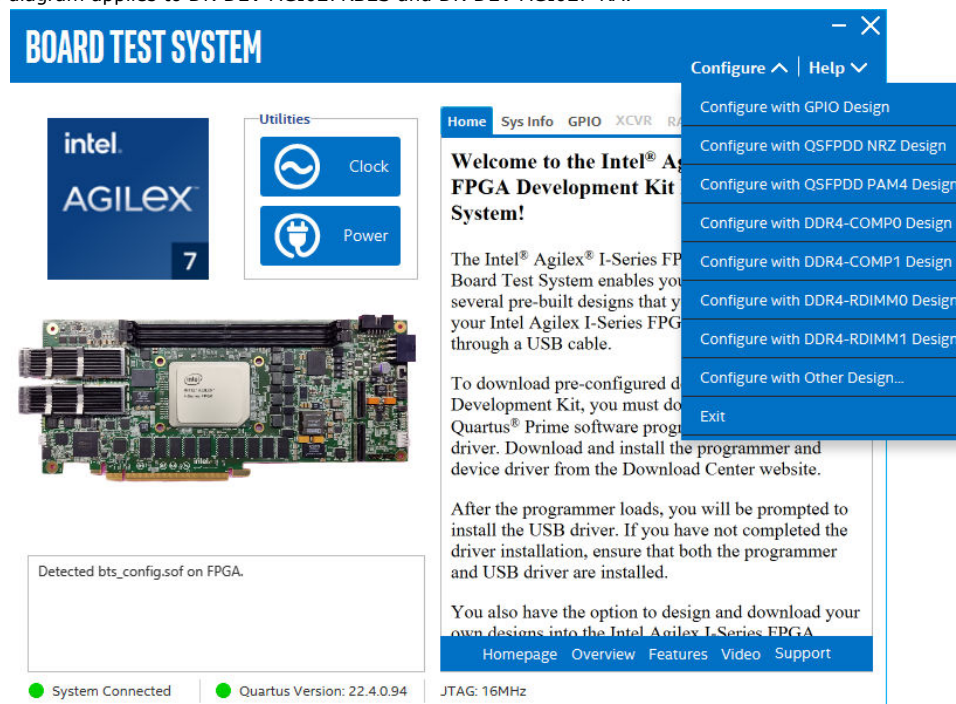 BOARD TEST SYSTEM
Configure | Help
Configure with GPIO Design
Configure with QSFPDD NRZ Design
Configure with QSFPDD PAM4 Design
Configure with DDR4-COMP0 Design
Configure with DDR4-COMP1 Design
Configure with DDR4-RDIMM0 Design
Configure with DDR4-RDIMM1 Design
Configure with Other Design...
Exit
intel.
AGILEX™
7
Utilities
Clock
Power
Home Sys Info GPIO XCVR
Welcome to the Intel®
FPGA Development Kit
System!
The Intel® Agilex® I-Series
Board Test System enables
several pre-built designs that
your Intel Agilex I-Series
through a USB cable.
To download pre-configured
Development Kit, you must
Quartus® Prime software
driver. Download and install the programmer and
device driver from the Download Center website.
After the programmer loads, you will be prompted to
install the USB driver. If you have not completed the
driver installation, ensure that both the programmer
and USB driver are installed.
You also have the option to design and download your
own designs into the Intel Agilex I-Series FPGA
Homepage Overview Features Video Support
Detected bts_config.sof on FPGA.
System Connected
Quartus Version: 22.4.0.94
JTAG: 16MHz